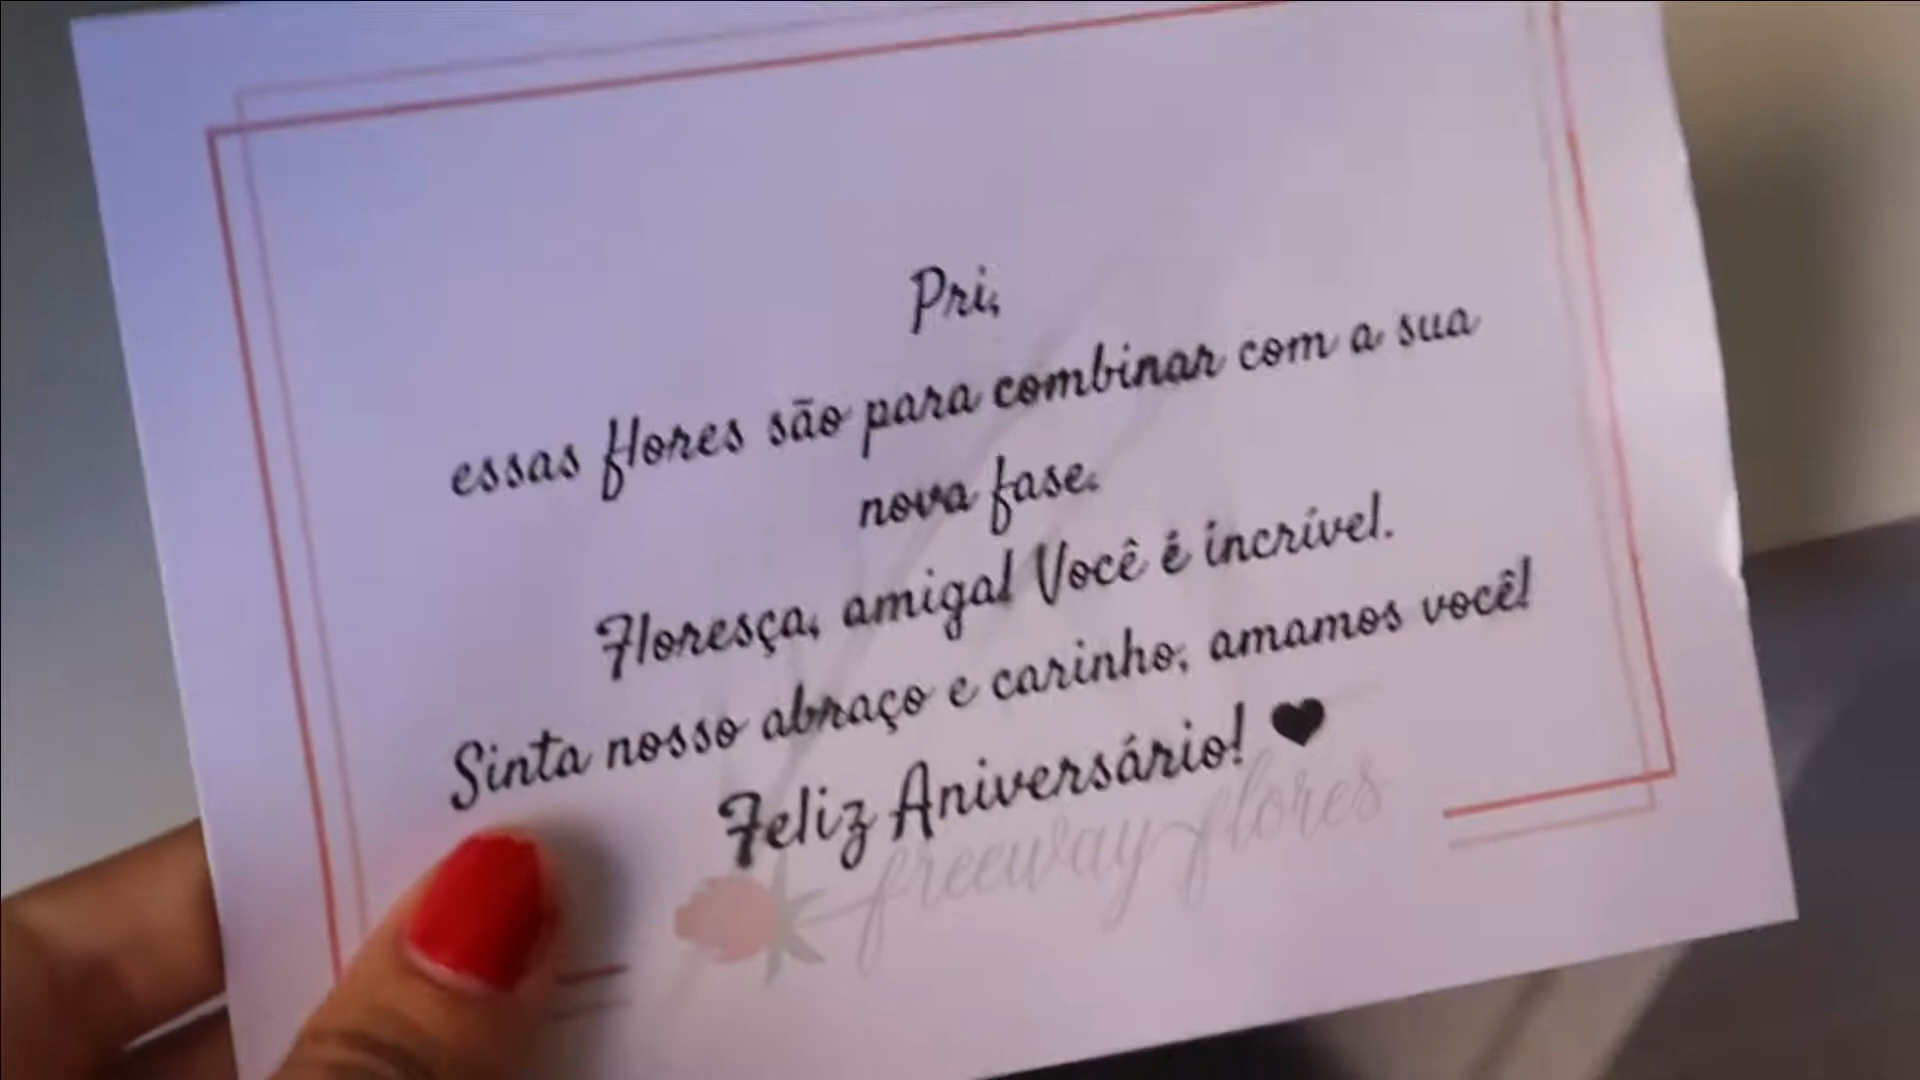 Pri,
essas flores são para combinar com a sua
nova fase.
Floresça, amiga! Você é incrível.
Sinta nosso abraço e carinho, amamos você!
Feliz Aniversário! ♥
freeway flores